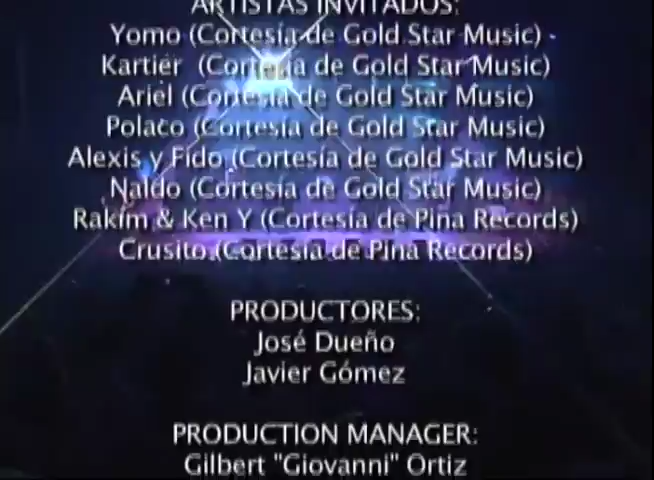 ARTISTAS INVITADOS:
Yomo (Cortesía de Gold Star Music)
Kartiér (Cortesía de Gold Star Music)
Ariel (Cortesía de Gold Star Music)
Polaco (Cortesía de Gold Star Music)
Alexis y Fido (Cortesía de Gold Star Music)
Naldo (Cortesía de Gold Star Music)
Rakim & Ken Y (Cortesía de Pina Records)
Crusito (Cortesía de Pina Records)
PRODUCTORES:
José Dueño
Javier Gómez
PRODUCTION MANAGER:
Gilbert "Giovanni" Ortiz